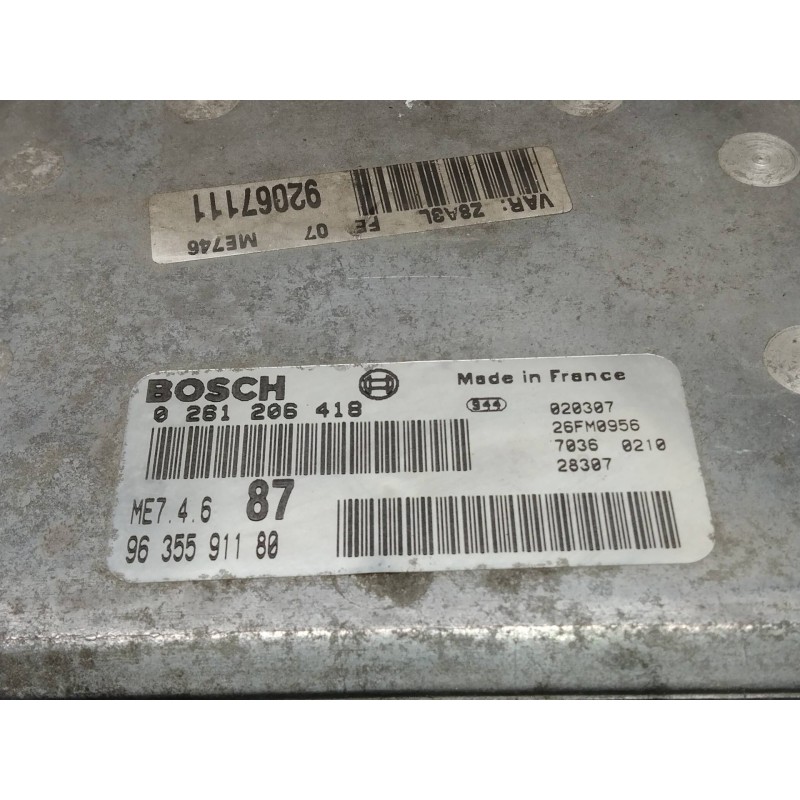 VAR: Z8A3L
FE 07 ME746
92067111
BOSCH
0 261 206 418
ME7.4.6 87
96 355 911 80
Made in France
944 020307
26FM0956
7036 0210
28307